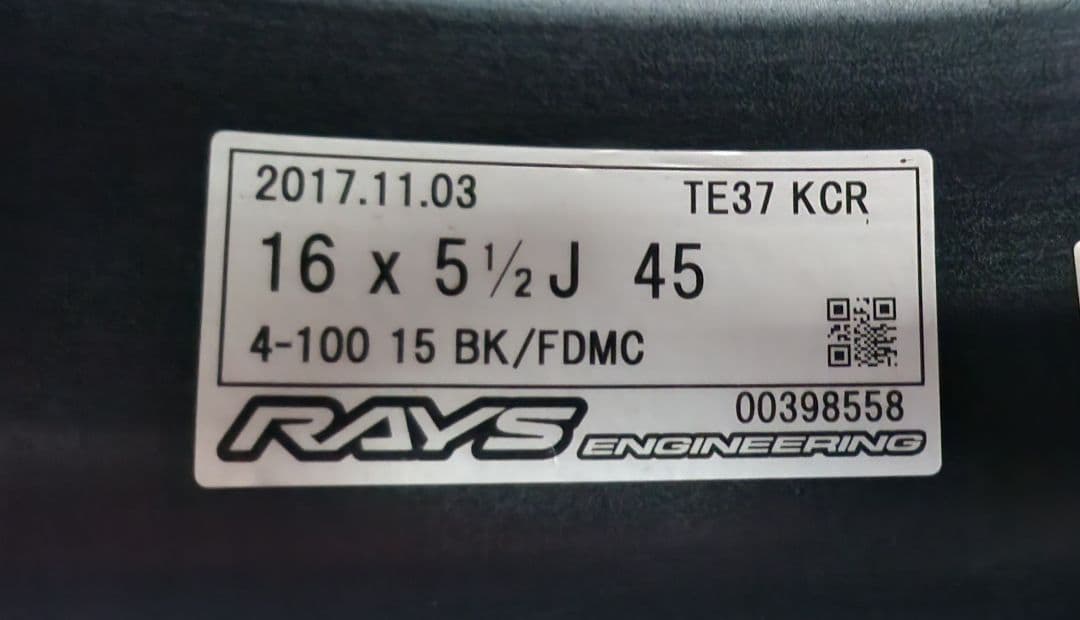 2017.11.03 TE37 KCR
16 x 5½J 45
4-100 15 BK/FDMC
00398558
RAYS ENGINEERING